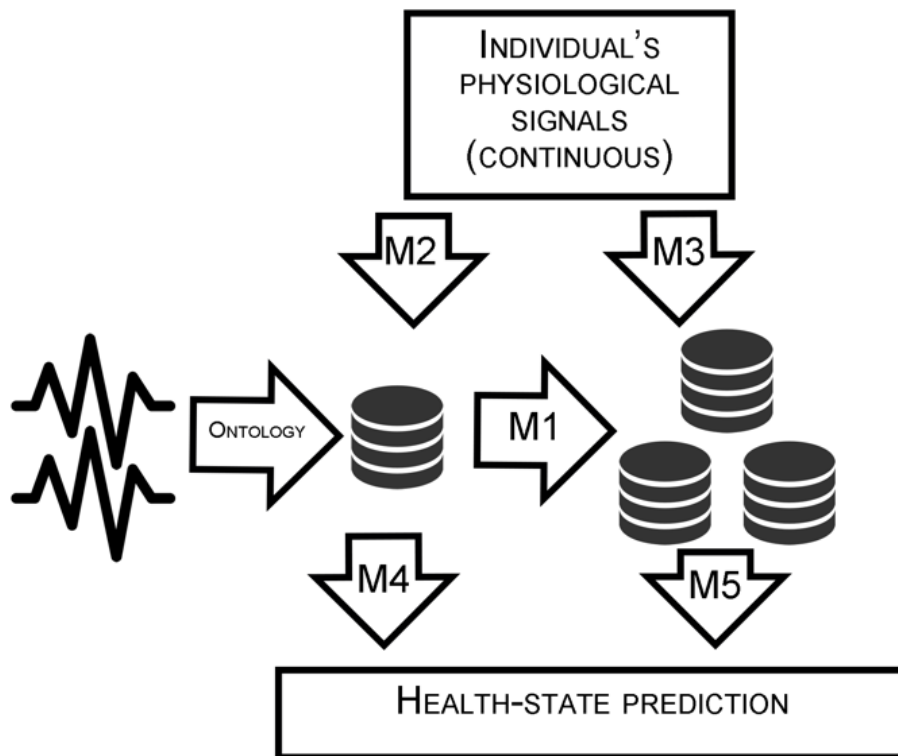 INDIVIDUAL'S
PHYSIOLOGICAL
SIGNALS
(CONTINUOUS)
M2
M3
ONTOLOGY
M1
M4
M5
HEALTH-STATE PREDICTION